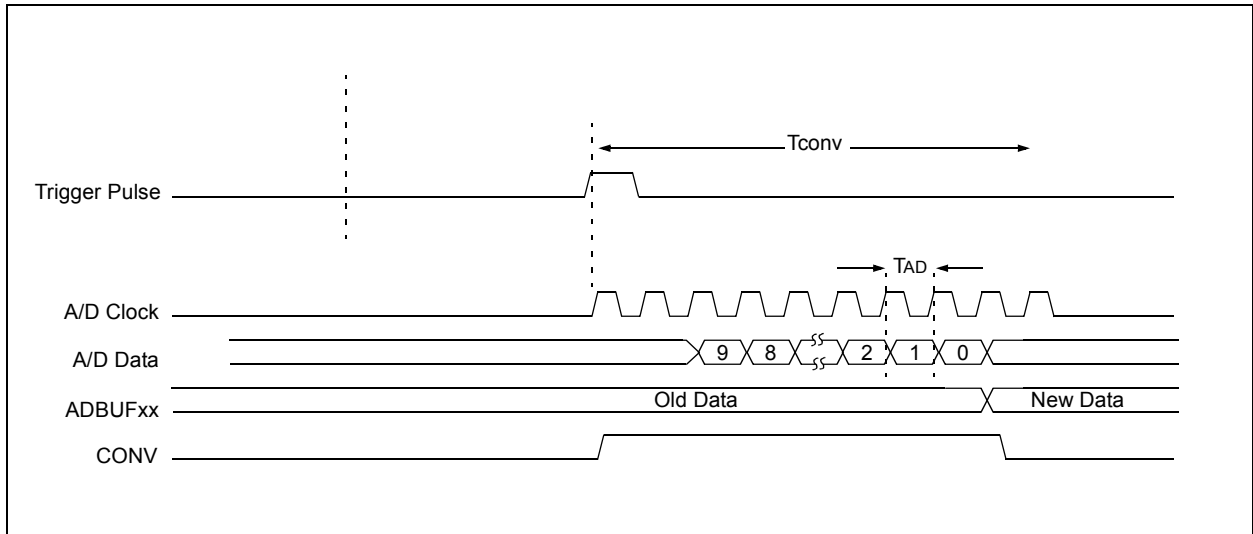 Tconv
Trigger Pulse
TAD
A/D Clock
A/D Data 9 8 2 1 0
ADBUFxx Old Data New Data
CONV